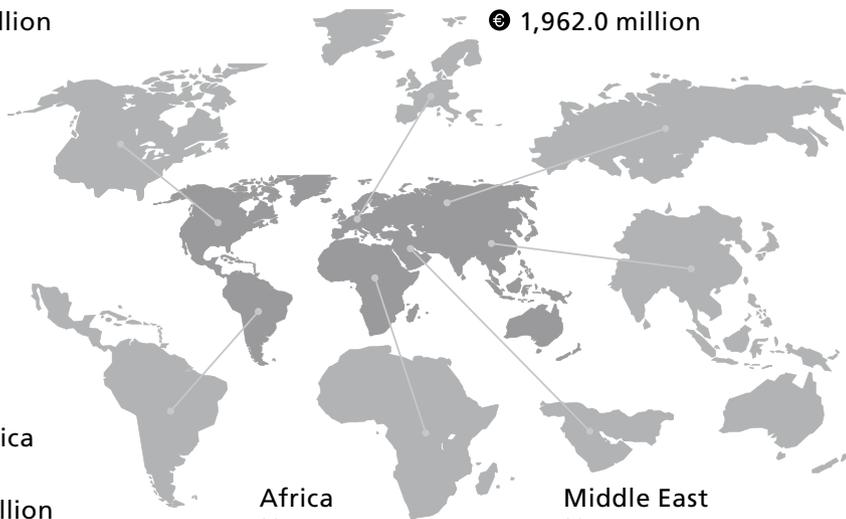 llion
€ 1,962.0 million
ica
llion
Africa
Middle East